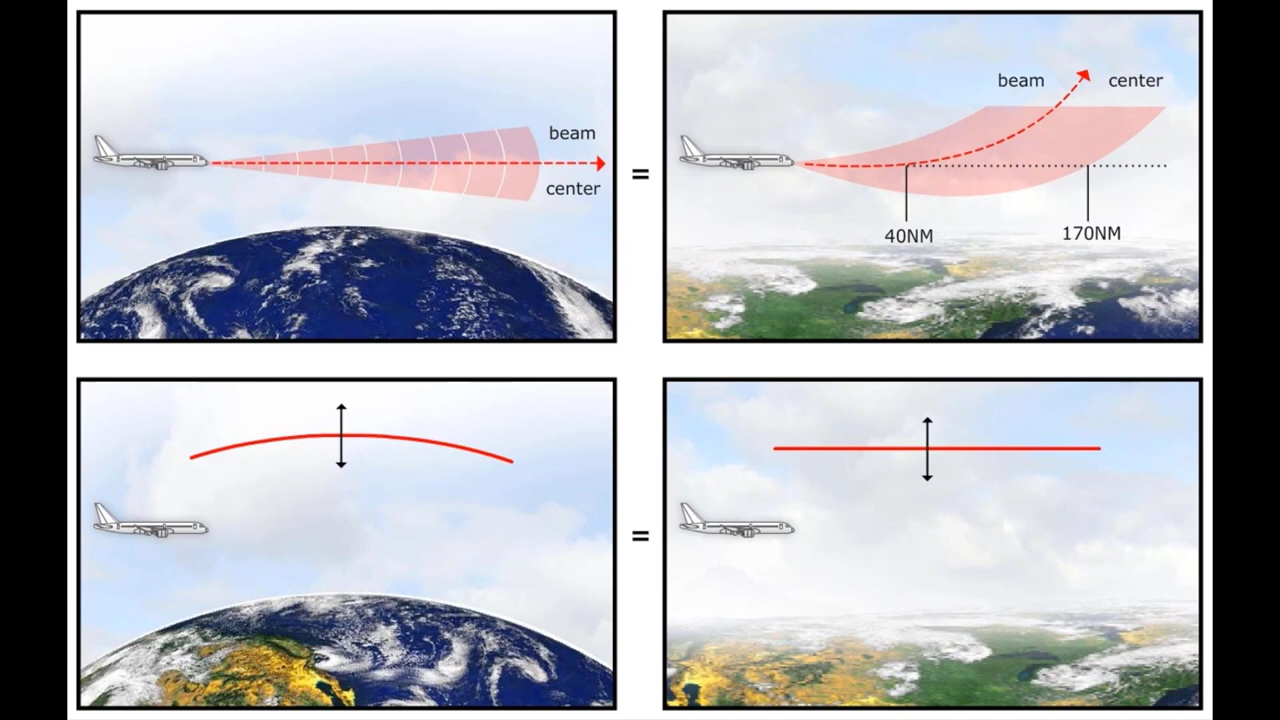 beam
center
=
beam center
40NM
170NM
=